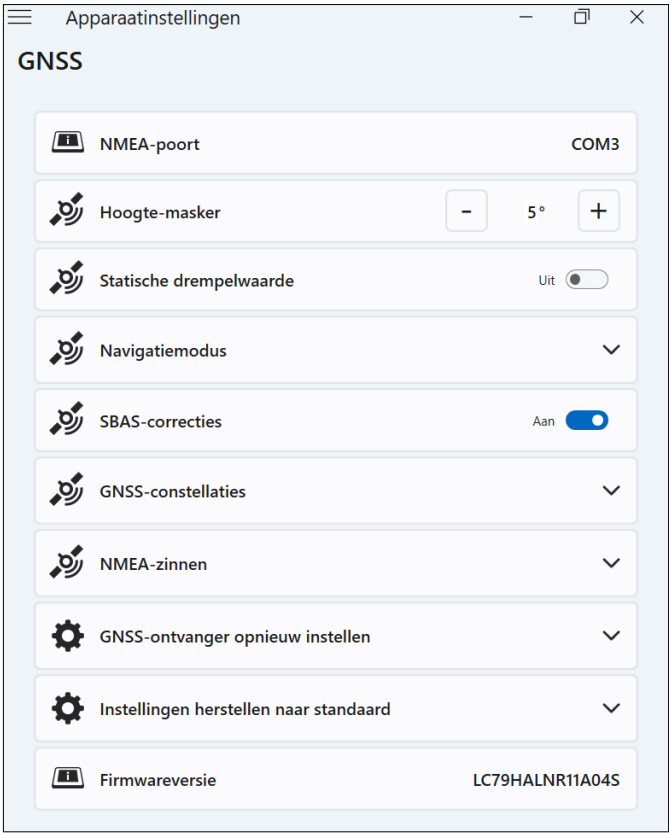 Apparaatinstellingen
GNSS
NMEA-poort COM3
Hoogte-masker - 5° +
Statische drempelwaarde Uit
Navigatiemodus
SBAS-correcties Aan
GNSS-constellaties
NMEA-zinnen
GNSS-ontvanger opnieuw instellen
Instellingen herstellen naar standaard
Firmwareversie LC79HALNR11A04S